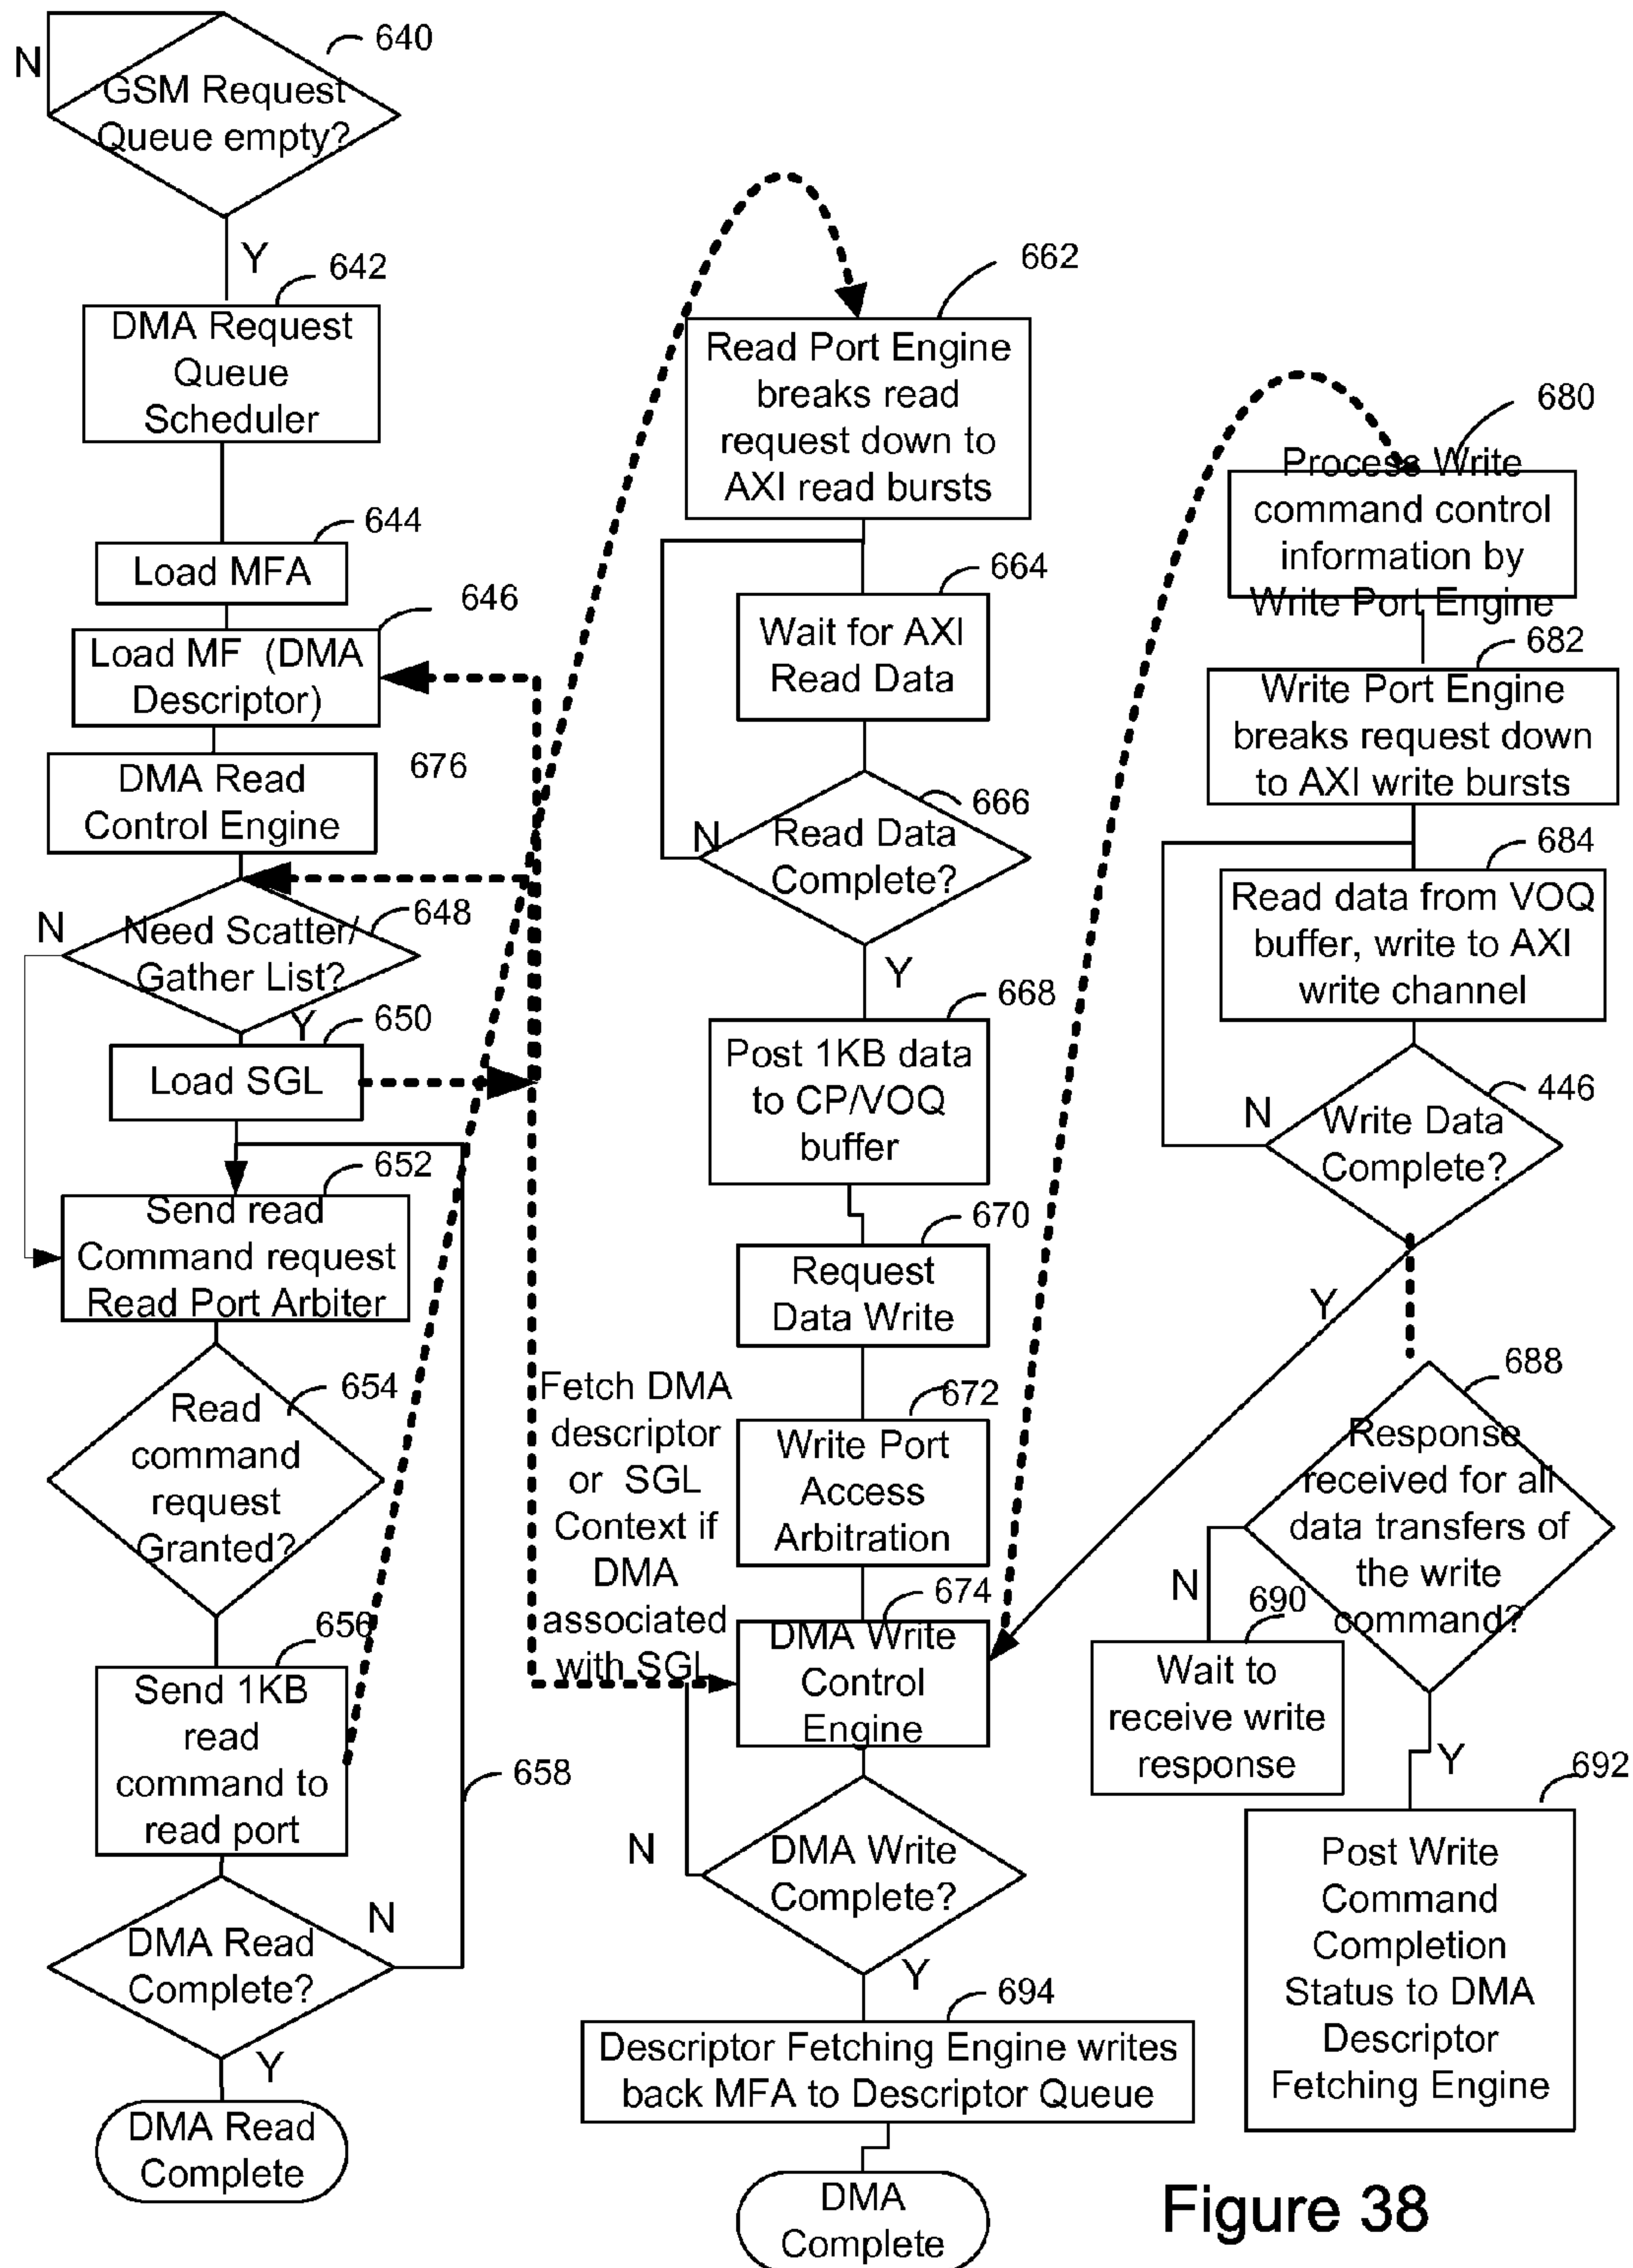 N
640
GSM Request
Queue empty?
Y
642
DMA Request
Queue
Scheduler
644
Load MFA
646
Load MF (DMA
Descriptor)
676
DMA Read
Control Engine
N
648
Need Scatter/
Gather List?
Y
650
Load SGL
652
Send read
Command request
Read Port Arbiter
654
Read
command
request
Granted?
656
Send 1KB
read
command to
read port
658
N
DMA Read
Complete?
Y
DMA Read
Complete
662
Read Port Engine
breaks read
request down to
AXI read bursts
664
Wait for AXI
Read Data
666
N
Read Data
Complete?
Y
668
Post 1KB data
to CP/VOQ
buffer
670
Request
Data Write
672
Write Port
Access
Arbitration
Fetch DMA
descriptor
or SGL
Context if
DMA
associated
with SGL
674
DMA Write
Control
Engine
N
DMA Write
Complete?
Y
694
Descriptor Fetching Engine writes
back MFA to Descriptor Queue
DMA
Complete
680
Process Write
command control
information by
Write Port Engine
682
Write Port Engine
breaks request down
to AXI write bursts
684
Read data from VOQ
buffer, write to AXI
write channel
446
N
Write Data
Complete?
Y
688
Response
received for all
data transfers of
the write
command?
N
690
Wait to
receive write
response
Y
692
Post Write
Command
Completion
Status to DMA
Descriptor
Fetching Engine
Figure 38